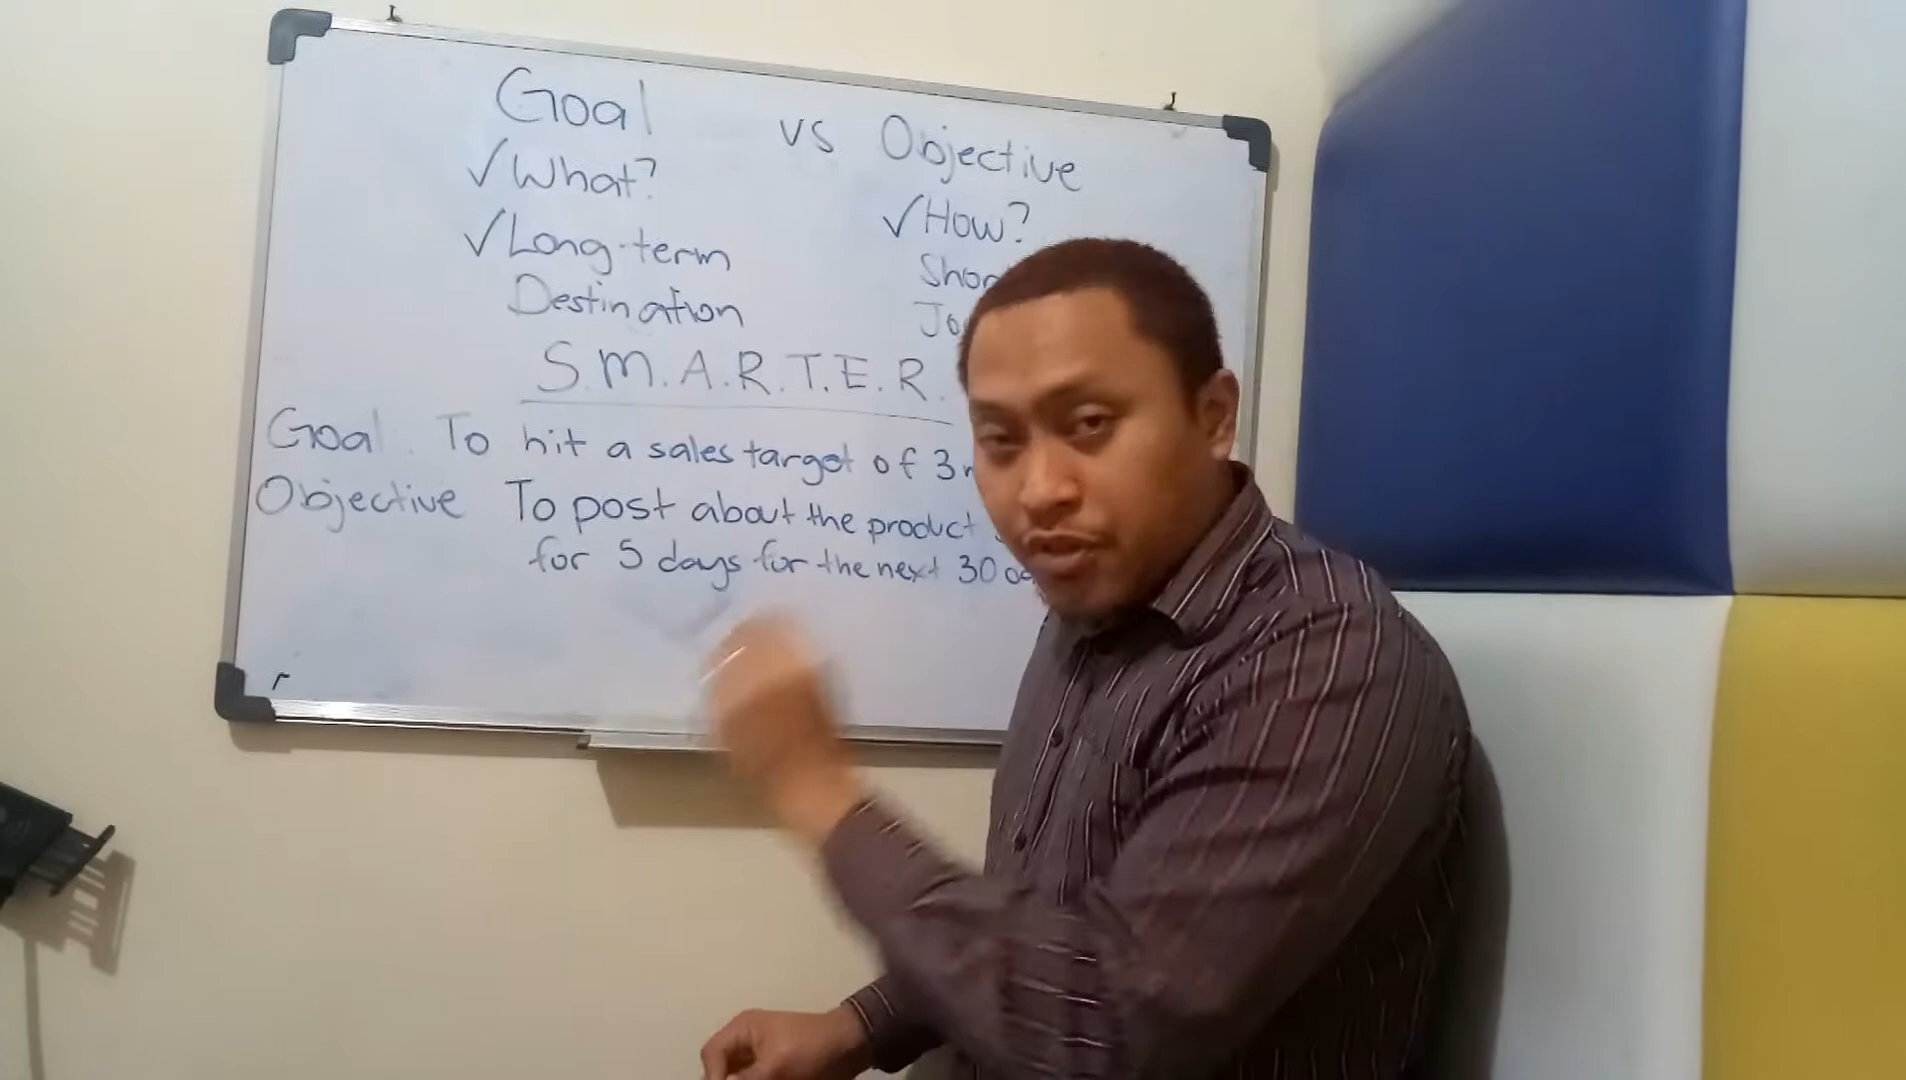 Goal vs Objective
✓What? ✓How?
✓Long-term
Destination
S.M.A.R.T.E.R.
Goal. To hit a sales target of 3
Objective To post about the product
for 5 days for the next 30